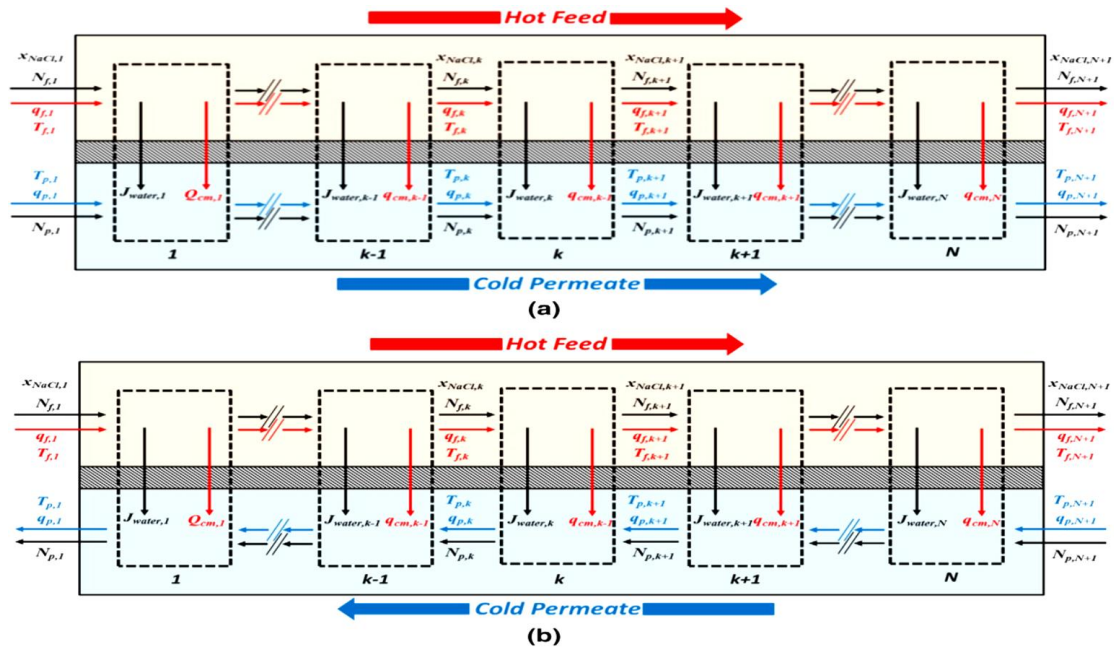 Hot Feed
x_NaCl,1 x_NaCl,k x_NaCl,k+1 x_NaCl,N+1
N_f,1 N_f,k N_f,k+1 N_f,N+1
q_f,1 q_f,k q_f,k+1 q_f,N+1
T_f,1 T_f,k T_f,k+1 T_f,N+1
T_p,1 T_p,k T_p,k+1 T_p,N+1
q_p,1 J_water,1 Q_cm,1 J_water,k-1 q_cm,k-1 q_p,k J_water,k q_cm,k-1 q_p,k+1 J_water,k+1 q_cm,k+1 J_water,N q_cm,N q_p,N+1
N_p,1 N_p,k N_p,k+1 N_p,N+1
1 k-1 k k+1 N
Cold Permeate
(a)
Hot Feed
x_NaCl,1 x_NaCl,k x_NaCl,k+1 x_NaCl,N+1
N_f,1 N_f,k N_f,k+1 N_f,N+1
q_f,1 q_f,k q_f,k+1 q_f,N+1
T_f,1 T_f,k T_f,k+1 T_f,N+1
T_p,1 T_p,k T_p,k+1 T_p,N+1
q_p,1 J_water,1 Q_cm,1 J_water,k-1 q_cm,k-1 q_p,k J_water,k q_cm,k-1 q_p,k+1 J_water,k+1 q_cm,k+1 J_water,N q_cm,N q_p,N+1
N_p,1 N_p,k N_p,k+1 N_p,N+1
1 k-1 k k+1 N
Cold Permeate
(b)